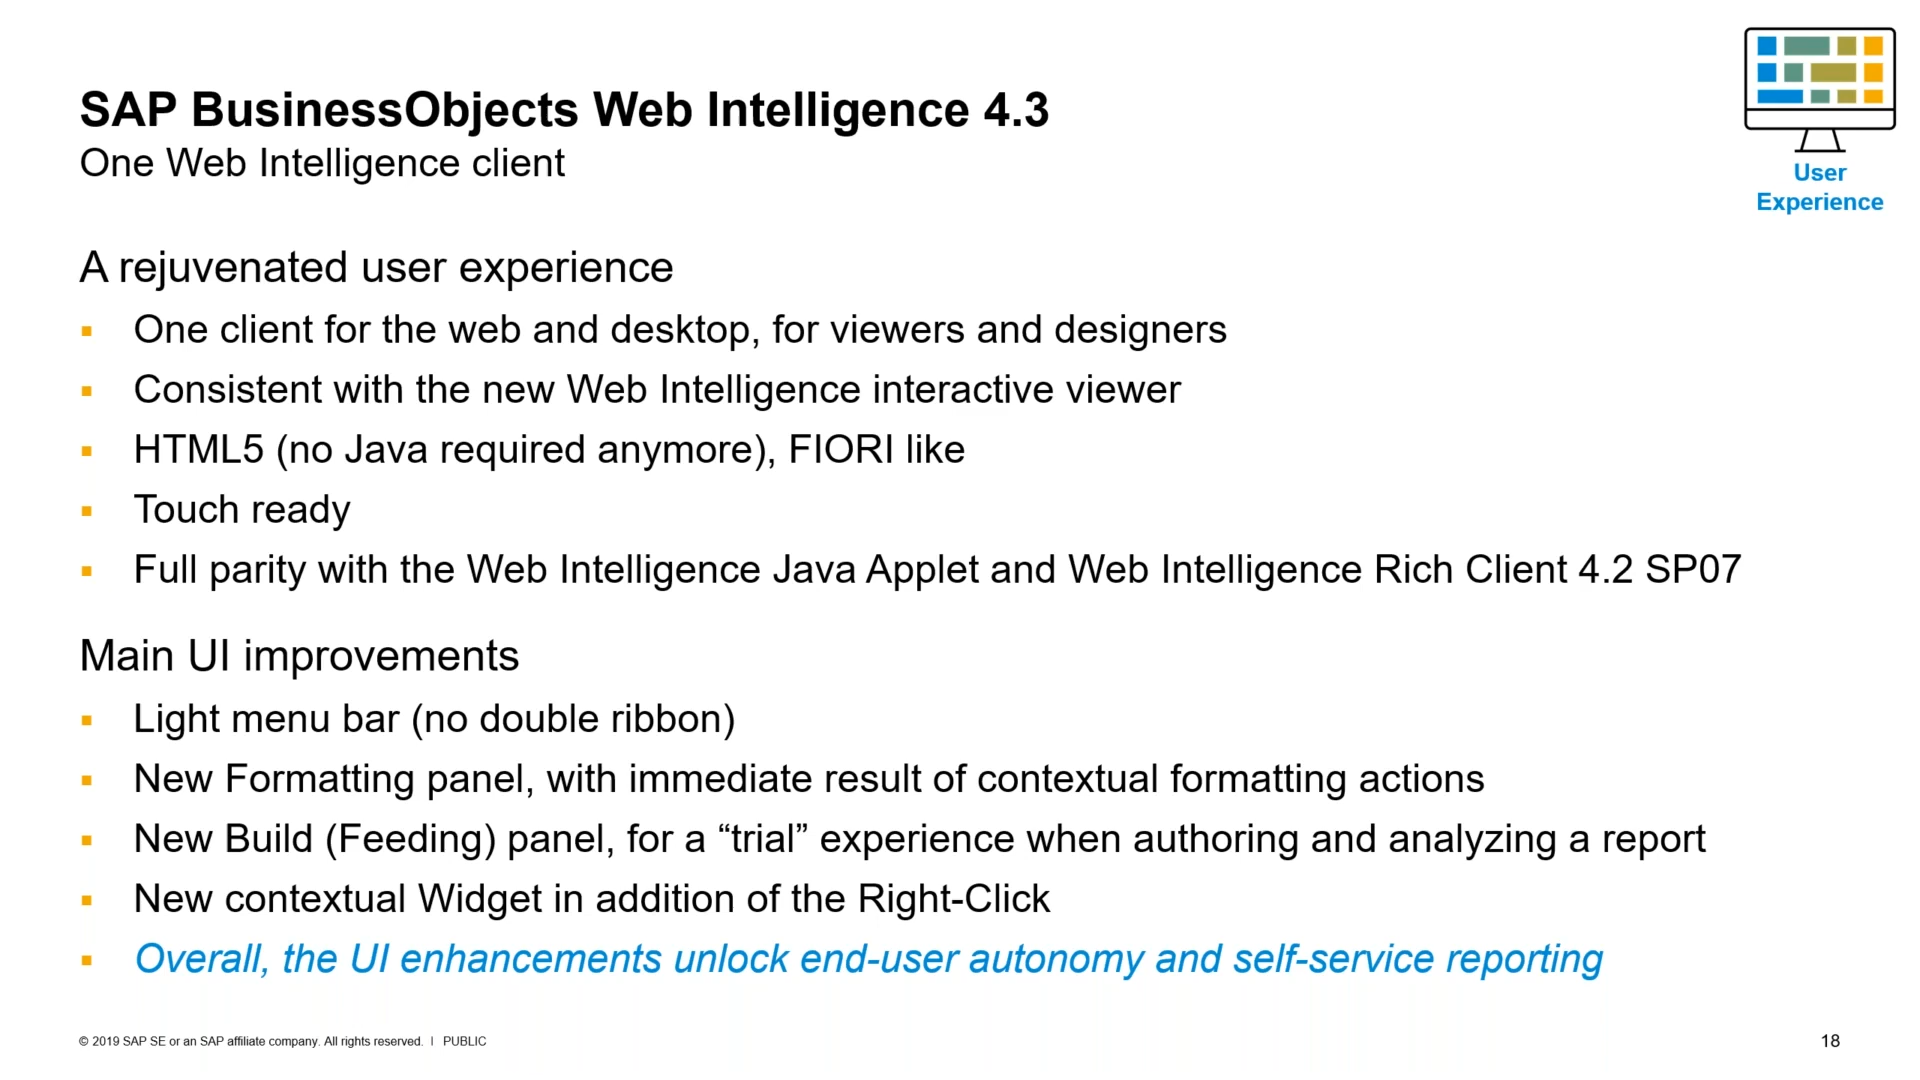 SAP BusinessObjects Web Intelligence 4.3
One Web Intelligence client
User
Experience
A rejuvenated user experience
▪ One client for the web and desktop, for viewers and designers
▪ Consistent with the new Web Intelligence interactive viewer
▪ HTML5 (no Java required anymore), FIORI like
▪ Touch ready
▪ Full parity with the Web Intelligence Java Applet and Web Intelligence Rich Client 4.2 SP07
Main UI improvements
▪ Light menu bar (no double ribbon)
▪ New Formatting panel, with immediate result of contextual formatting actions
▪ New Build (Feeding) panel, for a “trial” experience when authoring and analyzing a report
▪ New contextual Widget in addition of the Right-Click
▪ Overall, the UI enhancements unlock end-user autonomy and self-service reporting
© 2019 SAP SE or an SAP affiliate company. All rights reserved. | PUBLIC
18